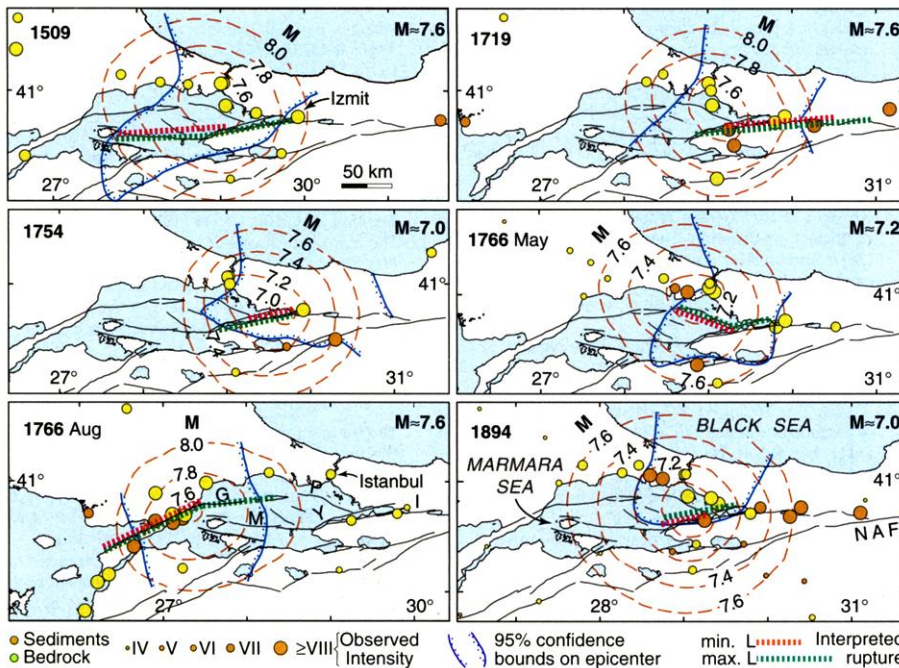 1509
M
8.0
7.8
7.6
M≈7.6
41°
Izmit
27°
30°
50 km
1719
M
8.0
7.8
7.6
M≈7.6
41°
28°
31°
1754
M
7.6
7.4
7.2
7.0
7.4
M≈7.0
41°
27°
31°
1766 May
M
7.6
7.4
7.2
7.6
M≈7.2
41°
28°
31°
1766 Aug
M
8.0
7.8
7.6
M≈7.6
41°
Istanbul
G
P
M
Y
I
27°
30°
1894
M
7.6
7.4
7.2
BLACK SEA
M≈7.0
MARMARA
SEA
41°
NAF
7.4
7.6
28°
31°
Sediments
Bedrock
IV
V
VI
VII
≥VIII
Observed
Intensity
95% confidence
bounds on epicenter
min. L
max. L
Interpreted
rupture